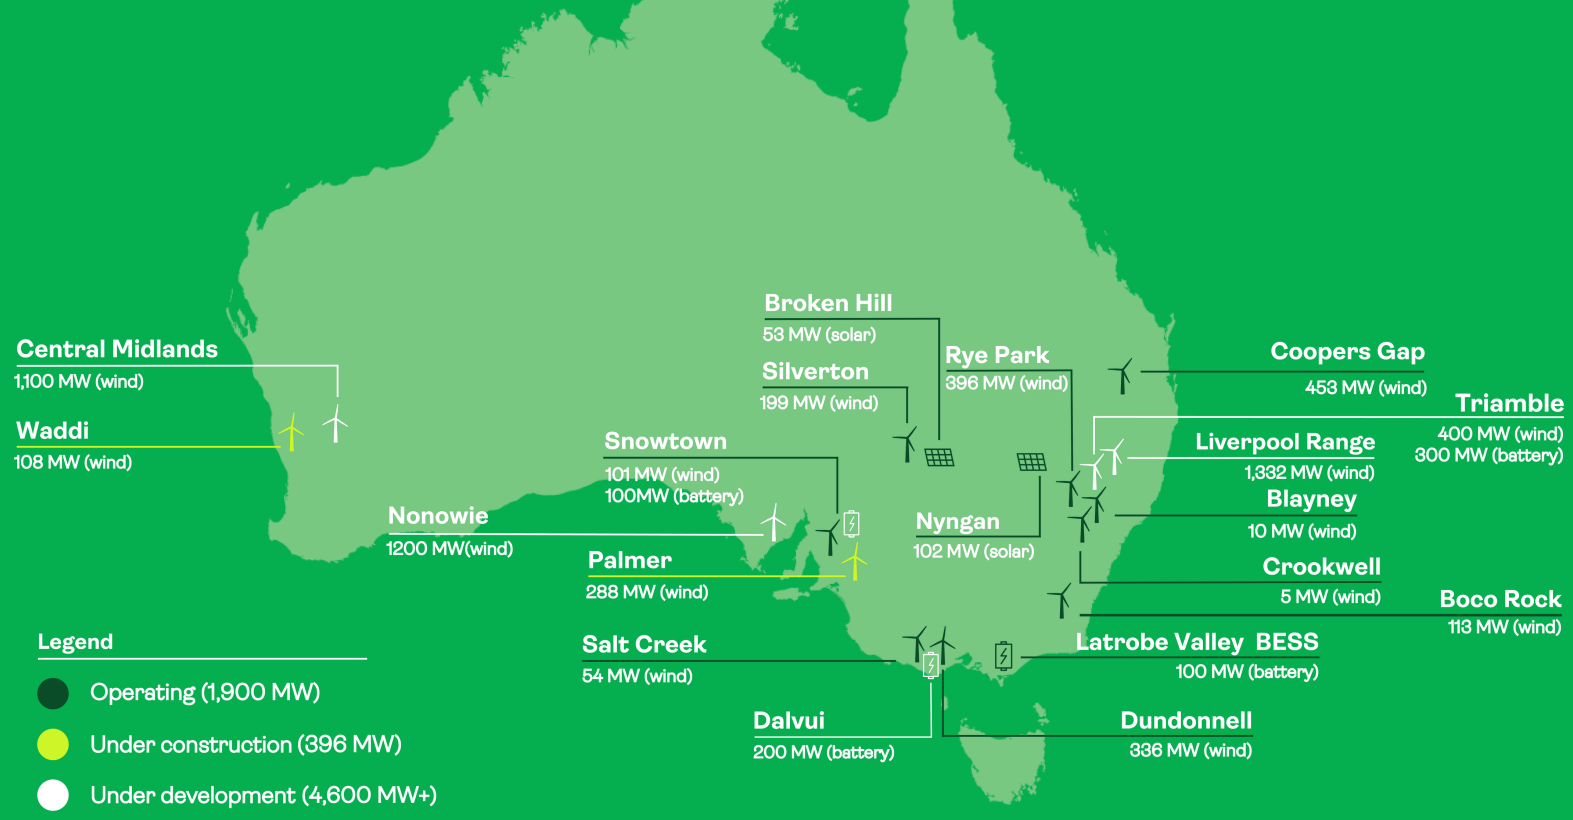 Broken Hill
53 MW (solar)
Rye Park
396 MW (wind)
Silverton
199 MW (wind)
Central Midlands
1,100 MW (wind)
Coopers Gap
453 MW (wind)
Triamble
400 MW (wind)
300 MW (battery)
Waddi
108 MW (wind)
Snowtown
101 MW (wind)
100MW (battery)
Liverpool Range
1,332 MW (wind)
Blayney
10 MW (wind)
Nonowie
1200 MW(wind)
Nyngan
102 MW (solar)
Palmer
288 MW (wind)
Crookwell
5 MW (wind)
Boco Rock
113 MW (wind)
Salt Creek
54 MW (wind)
Latrobe Valley  BESS
100 MW (battery)
Dalvui
200 MW (battery)
Dundonnell
336 MW (wind)
Legend
Operating (1,900 MW)
Under construction (396 MW)
Under development (4,600 MW+)